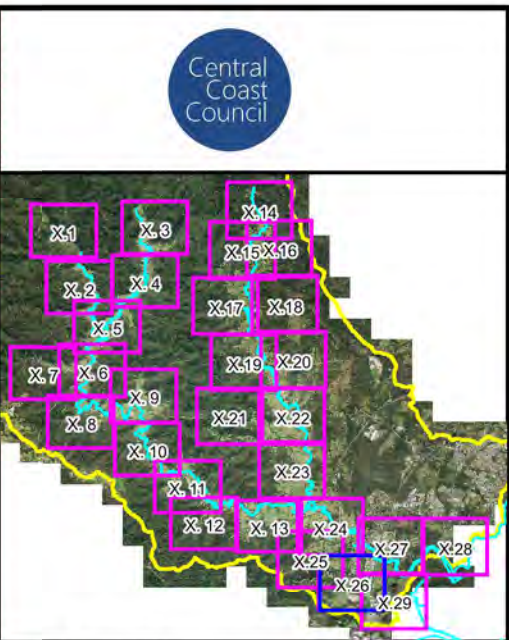 Central
Coast
Council
X.1
X. 3
X.14
X.15
X.16
X. 2
X. 4
X.17
X.18
X. 5
X. 7
X. 6
X.19
X.20
X. 9
X. 8
X.21
X.22
X. 10
X.23
X. 11
X. 12
X. 13
X.24
X.25
X.27
X.28
X.26
X.29